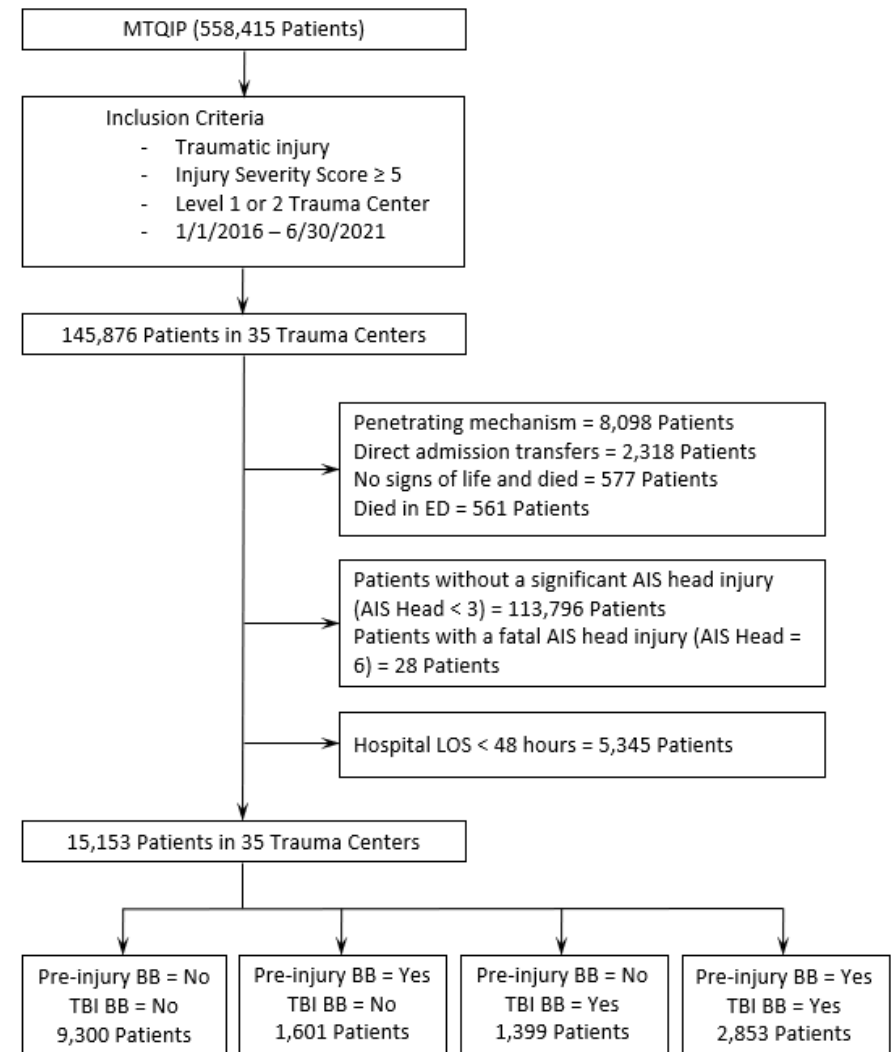 MTQIP (558,415 Patients)
Inclusion Criteria
- Traumatic injury
- Injury Severity Score ≥ 5
- Level 1 or 2 Trauma Center
- 1/1/2016 – 6/30/2021
145,876 Patients in 35 Trauma Centers
Penetrating mechanism = 8,098 Patients
Direct admission transfers = 2,318 Patients
No signs of life and died = 577 Patients
Died in ED = 561 Patients
Patients without a significant AIS head injury
(AIS Head < 3) = 113,796 Patients
Patients with a fatal AIS head injury (AIS Head =
6) = 28 Patients
Hospital LOS < 48 hours = 5,345 Patients
15,153 Patients in 35 Trauma Centers
Pre-injury BB = No
TBI BB = No
9,300 Patients
Pre-injury BB = Yes
TBI BB = No
1,601 Patients
Pre-injury BB = No
TBI BB = Yes
1,399 Patients
Pre-injury BB = Yes
TBI BB = Yes
2,853 Patients